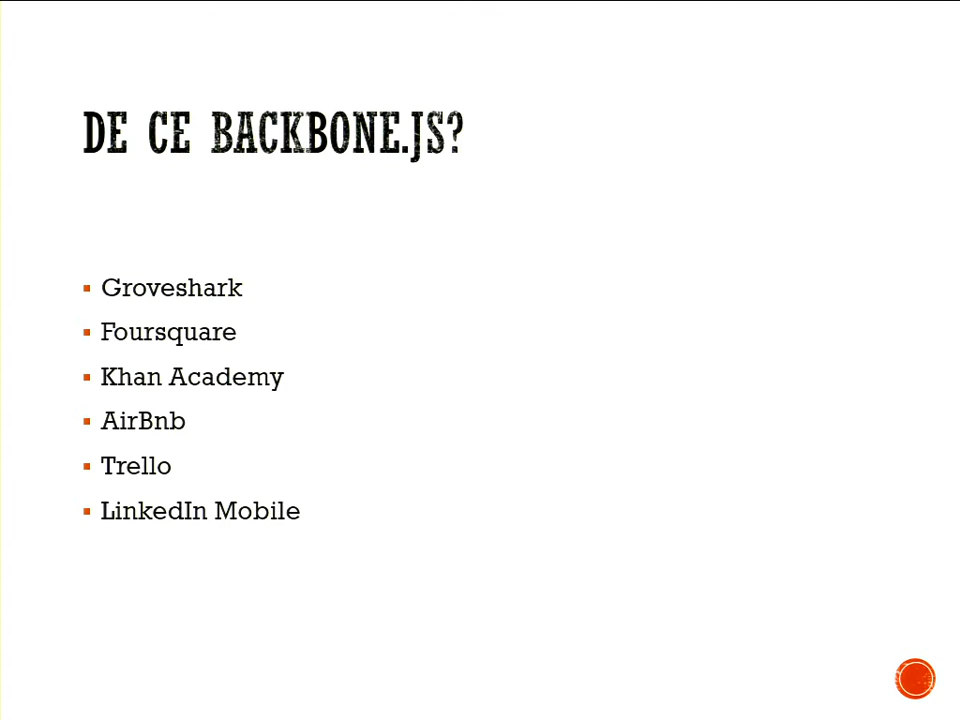 DE CE BACKBONE.JS?
Groveshark
Foursquare
Khan Academy
AirBnb
Trello
LinkedIn Mobile